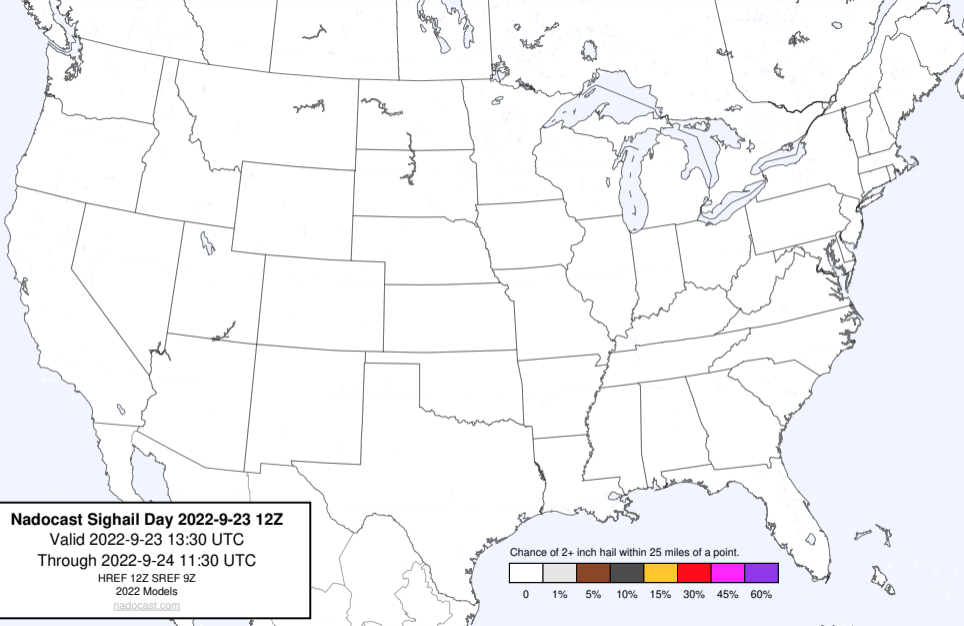 Nadocast Sighail Day 2022-9-23 12Z
Valid 2022-9-23 13:30 UTC
Through 2022-9-24 11:30 UTC
HREF 12Z SREF 9Z
2022 Models
nadocast.com
Chance of 2+ inch hail within 25 miles of a point.
0 1% 5% 10% 15% 30% 45% 60%